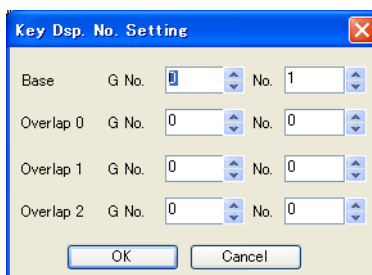 Key Dsp. No. Setting
Base G No. 0 No. 1
Overlap 0 G No. 0 No. 0
Overlap 1 G No. 0 No. 0
Overlap 2 G No. 0 No. 0
OK Cancel